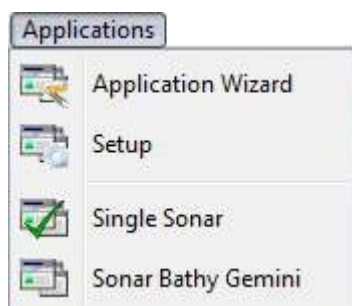 Applications
Application Wizard
Setup
Single Sonar
Sonar Bathy Gemini